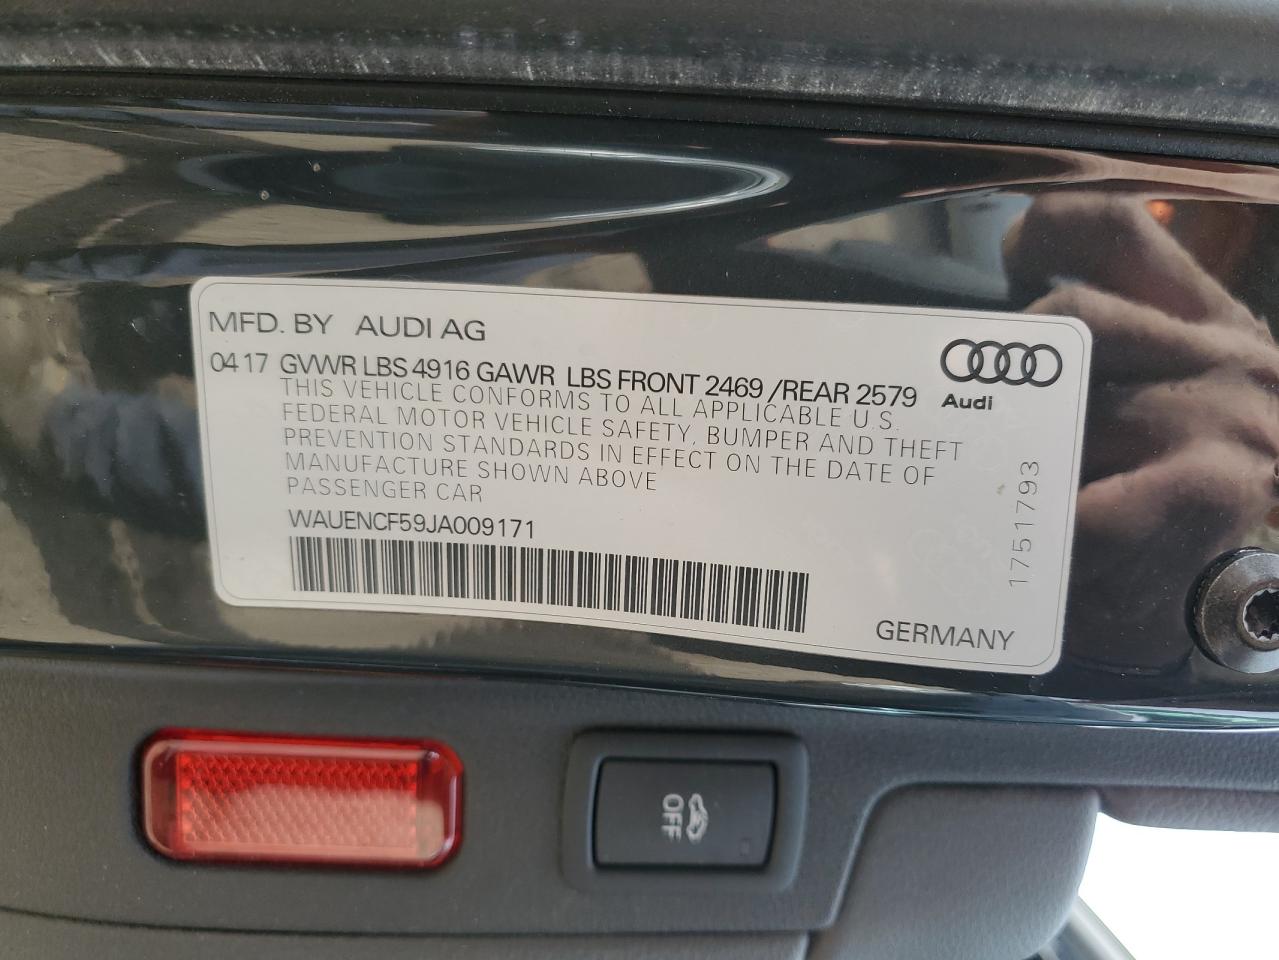 MFD. BY AUDI AG
04 17 GVWR LBS 4916 GAWR LBS FRONT 2469 /REAR 2579
THIS VEHICLE CONFORMS TO ALL APPLICABLE U.S.
FEDERAL MOTOR VEHICLE SAFETY, BUMPER AND THEFT
PREVENTION STANDARDS IN EFFECT ON THE DATE OF
MANUFACTURE SHOWN ABOVE
PASSENGER CAR
WAUENCF59JA009171
Audi
1751793
GERMANY
OFF